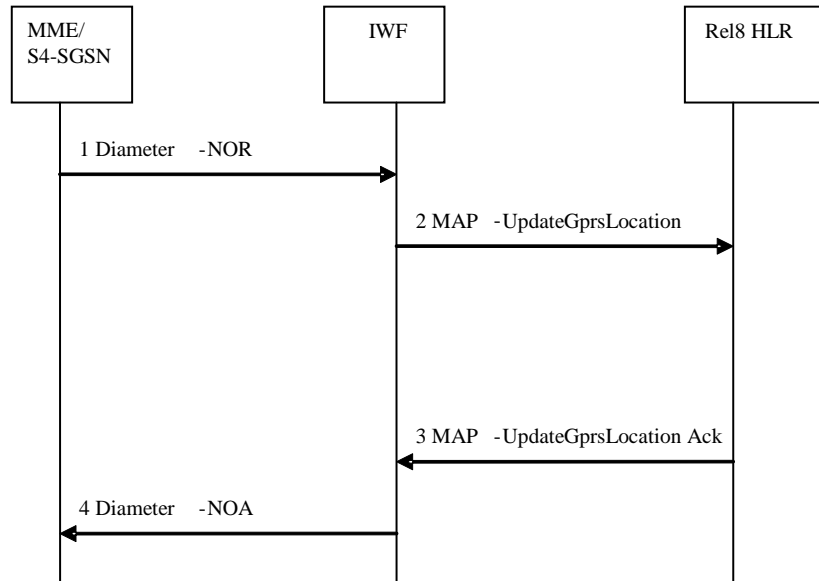 MME/
S4-SGSN
IWF
Rel8 HLR
1 Diameter -NOR
2 MAP -UpdateGprsLocation
3 MAP -UpdateGprsLocation Ack
4 Diameter -NOA